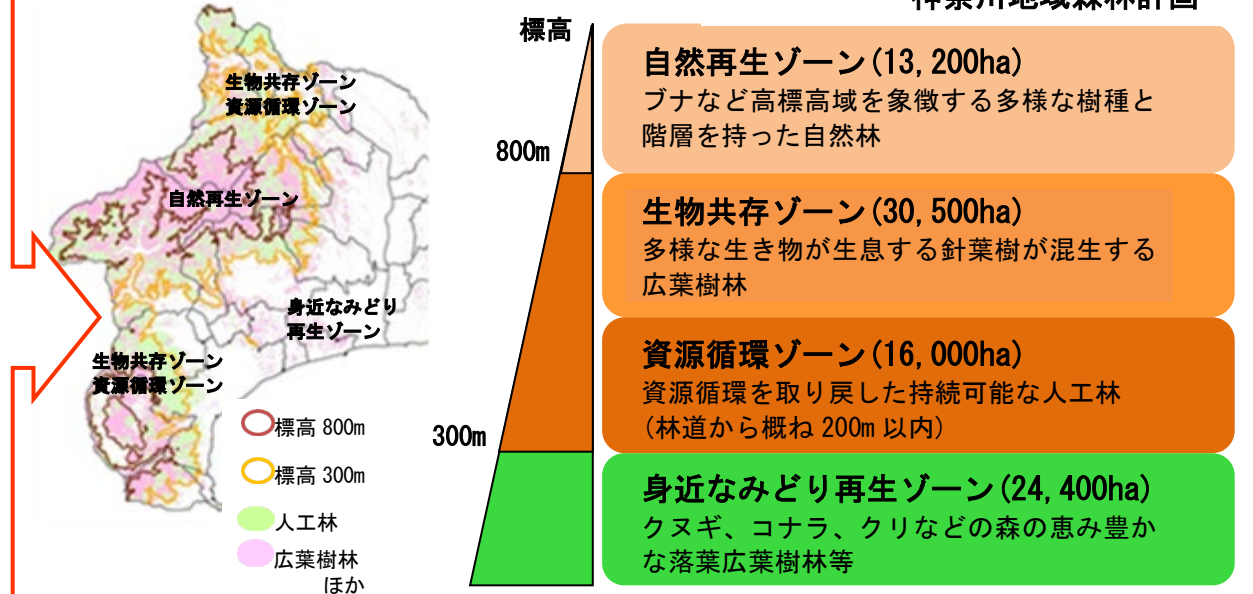 神奈川地域森林計画
標高
800m
300m
生物共存ゾーン
資源循環ゾーン
自然再生ゾーン
身近なみどり
再生ゾーン
生物共存ゾーン
資源循環ゾーン
標高 800m
標高 300m
人工林
広葉樹林
ほか
自然再生ゾーン(13,200ha)
ブナなど高標高域を象徴する多様な樹種と
階層を持った自然林
生物共存ゾーン(30,500ha)
多様な生き物が生息する針葉樹が混生する
広葉樹林
資源循環ゾーン(16,000ha)
資源循環を取り戻した持続可能な人工林
(林道から概ね 200m 以内)
身近なみどり再生ゾーン(24,400ha)
クヌギ、コナラ、クリなどの森の恵み豊か
な落葉広葉樹林等